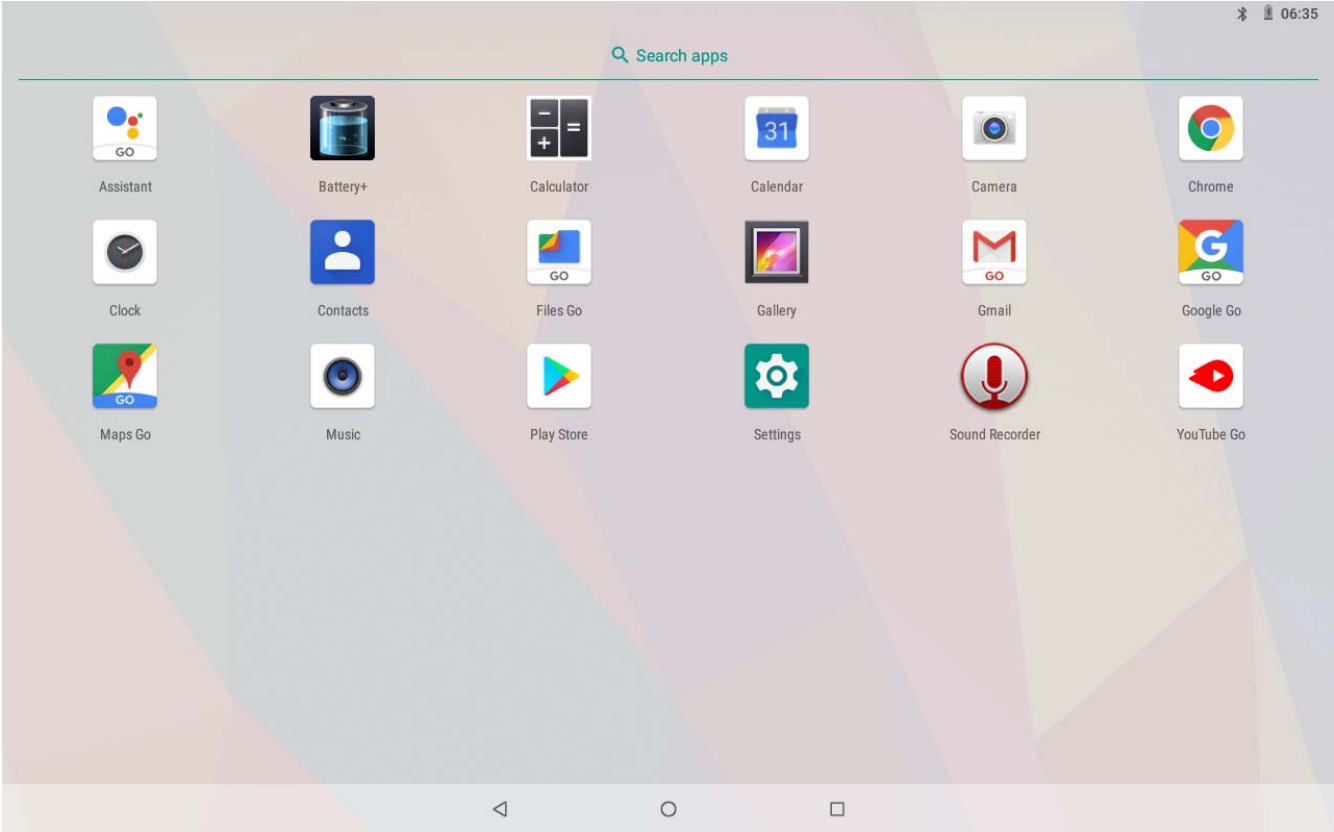 06:35
Search apps
GO
31
Assistant Battery+ Calculator Calendar Camera Chrome
GO GO G GO
Clock Contacts Files Go Gallery Gmail Google Go
GO
Maps Go Music Play Store Settings Sound Recorder YouTube Go